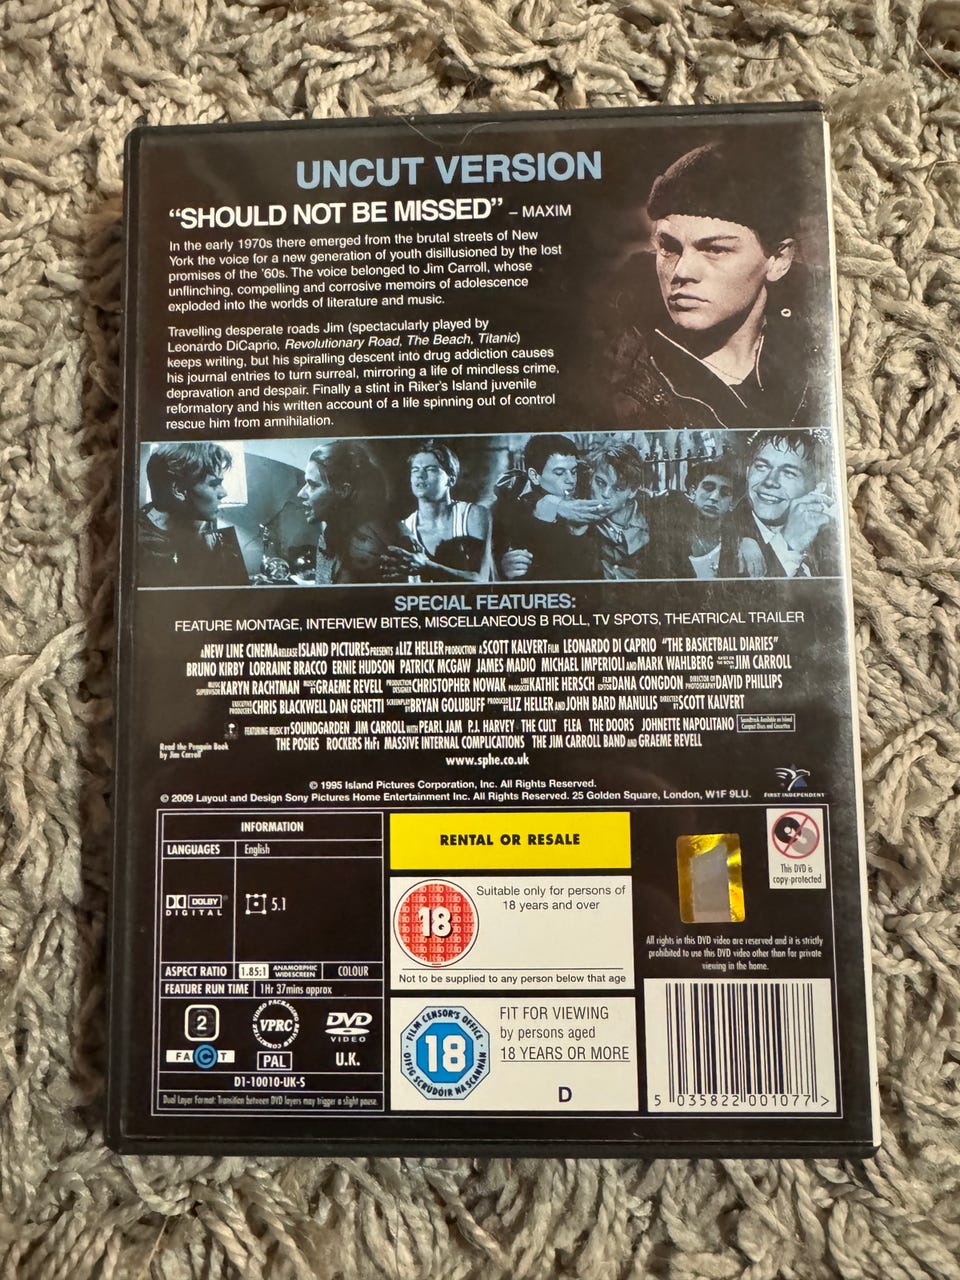 UNCUT VERSION
“SHOULD NOT BE MISSED” – MAXIM
In the early 1970s there emerged from the brutal streets of New
York the voice for a new generation of youth disillusioned by the lost
promises of the '60s. The voice belonged to Jim Carroll, whose
unflinching, compelling and corrosive memoirs of adolescence
exploded into the worlds of literature and music.
Travelling desperate roads Jim (spectacularly played by
Leonardo DiCaprio, Revolutionary Road, The Beach, Titanic)
keeps writing, but his spiralling descent into drug addiction causes
his journal entries to turn surreal, mirroring a life of mindless crime,
depravation and despair. Finally a stint in Riker's Island juvenile
reformatory and his written account of a life spinning out of control
rescue him from annihilation.
SPECIAL FEATURES:
FEATURE MONTAGE, INTERVIEW BITES, MISCELLANEOUS B ROLL, TV SPOTS, THEATRICAL TRAILER
A NEW LINE CINEMA RELEASE ISLAND PICTURES PRESENTS A LIZ HELLER PRODUCTION A SCOTT KALVERT FILM LEONARDO DI CAPRIO "THE BASKETBALL DIARIES"
BRUNO KIRBY LORRAINE BRACCO ERNIE HUDSON PATRICK MCGAW JAMES MADIO MICHAEL IMPERIOLI AND MARK WAHLBERG BASED ON THE NOVEL BY JIM CARROLL
MUSIC SUPERVISOR KARYN RACHTMAN MUSIC BY GRAEME REVELL PRODUCTION DESIGNER CHRISTOPHER NOWAK LINE PRODUCER KATHIE HERSCH FILM EDITOR DANA CONGDON DIRECTOR OF PHOTOGRAPHY DAVID PHILLIPS
EXECUTIVE PRODUCERS CHRIS BLACKWELL DAN GENETTI SCREENPLAY BY BRYAN GOLUBUFF PRODUCED BY LIZ HELLER AND JOHN BARD MANULIS DIRECTED BY SCOTT KALVERT
FEATURING MUSIC BY SOUNDGARDEN JIM CARROLL WITH PEARL JAM P.J. HARVEY THE CULT FLEA THE DOORS JOHNETTE NAPOLITANO Soundtrack Available on Island Compact Discs and Cassettes
Read the Penguin Book
by Jim Carroll
THE POSIES ROCKERS HiFi MASSIVE INTERNAL COMPLICATIONS THE JIM CARROLL BAND AND GRAEME REVELL
www.sphe.co.uk
© 1995 Island Pictures Corporation, Inc. All Rights Reserved.
© 2009 Layout and Design Sony Pictures Home Entertainment Inc. All Rights Reserved. 25 Golden Square, London, W1F 9LU.
FIRST INDEPENDENT
INFORMATION
LANGUAGES English
DOLBY
DIGITAL
5.1
ASPECT RATIO 1.85:1 ANAMORPHIC WIDESCREEN COLOUR
FEATURE RUN TIME 1Hr 37mins approx
2
VIDEO PACKAGING REVIEW COMMITTEE
VPRC
DVD
VIDEO
FACT
PAL
U.K.
D1-10010-UK-S
Dual Layer Format: Transition between DVD layers may trigger a slight pause.
RENTAL OR RESALE
18
Suitable only for persons of
18 years and over
Not to be supplied to any person below that age
FILM CENSOR'S OFFICE
18
OIFIG SCRÚDÓIR NA SCANNÁN
FIT FOR VIEWING
by persons aged
18 YEARS OR MORE
D
This DVD is
copy-protected
All rights in this DVD video are reserved and it is strictly
prohibited to use this DVD video other than for private
viewing in the home.
5 035822 001077 >